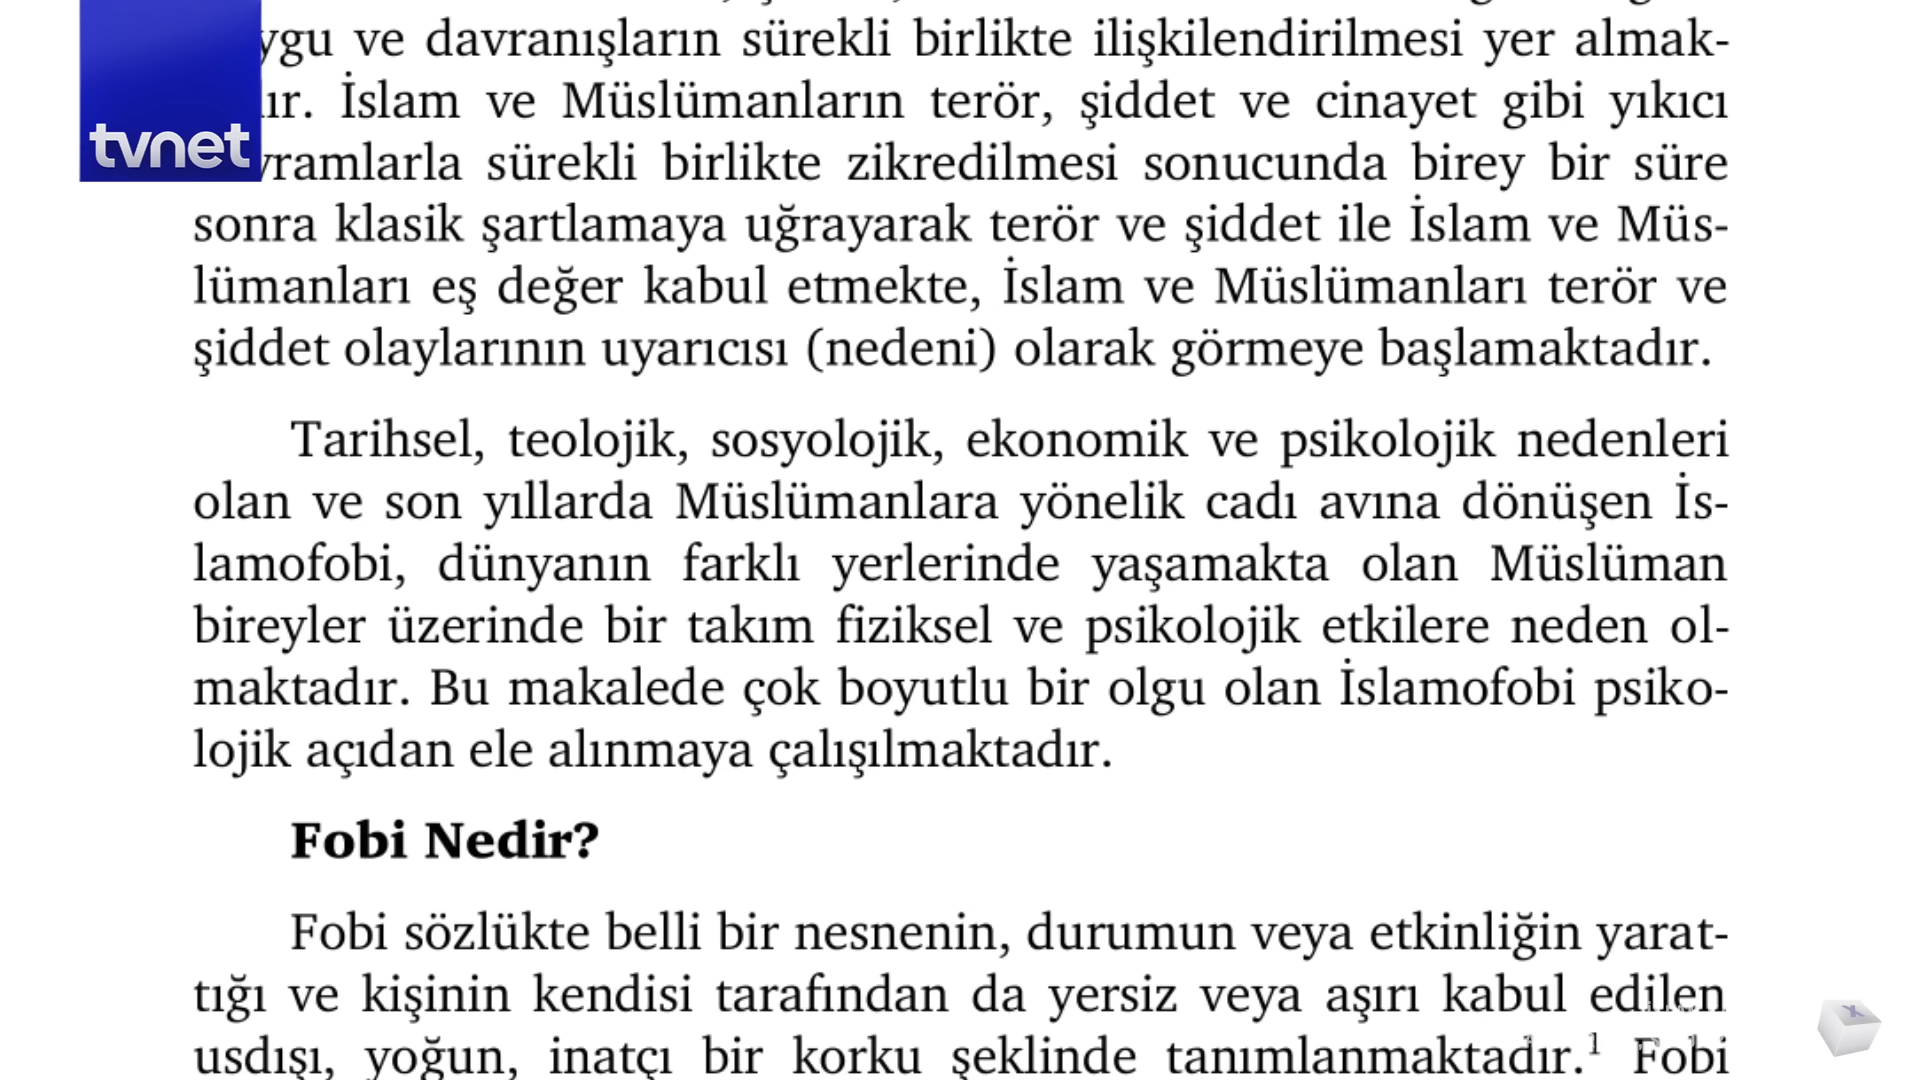 tvnet
ygu ve davranışların sürekli birlikte ilişkilendirilmesi yer almak-
ır. İslam ve Müslümanların terör, şiddet ve cinayet gibi yıkıcı
vramlarla sürekli birlikte zikredilmesi sonucunda birey bir süre
sonra klasik şartlamaya uğrayarak terör ve şiddet ile İslam ve Müs-
lümanları eş değer kabul etmekte, İslam ve Müslümanları terör ve
şiddet olaylarının uyarıcısı (nedeni) olarak görmeye başlamaktadır.
Tarihsel, teolojik, sosyolojik, ekonomik ve psikolojik nedenleri
olan ve son yıllarda Müslümanlara yönelik cadı avına dönüşen İs-
lamofobi, dünyanın farklı yerlerinde yaşamakta olan Müslüman
bireyler üzerinde bir takım fiziksel ve psikolojik etkilere neden ol-
maktadır. Bu makalede çok boyutlu bir olgu olan İslamofobi psiko-
lojik açıdan ele alınmaya çalışılmaktadır.
Fobi Nedir?
Fobi sözlükte belli bir nesnenin, durumun veya etkinliğin yarat-
tığı ve kişinin kendisi tarafından da yersiz veya aşırı kabul edilen
usdışı, yoğun, inatçı bir korku şeklinde tanımlanmaktadır.¹ Fobi